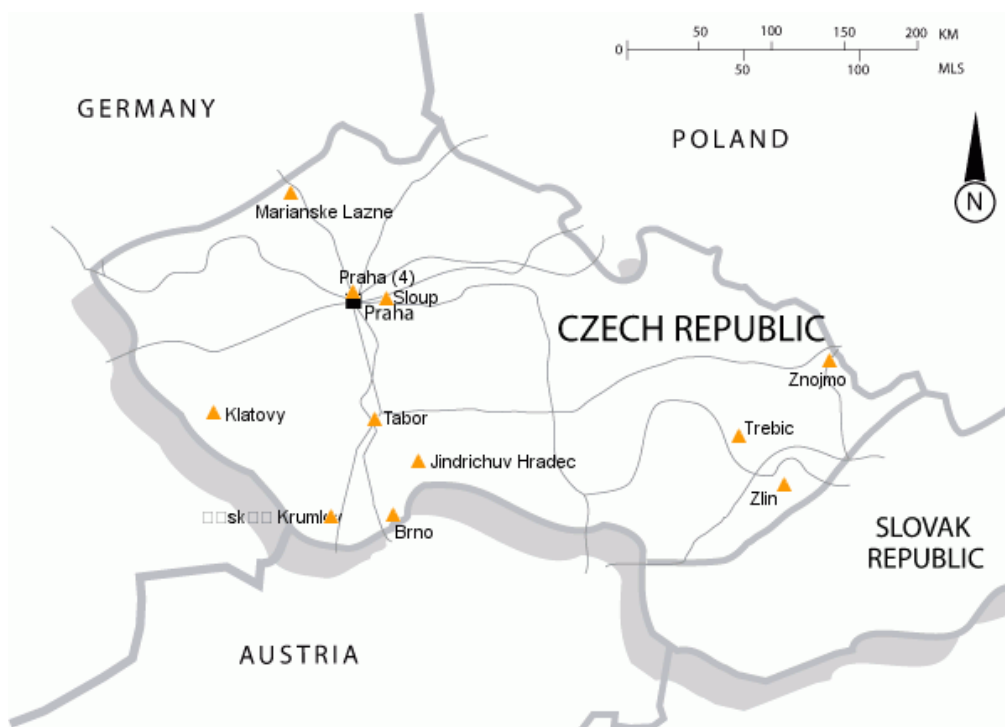 50 100 150 200 KM
0
50 100 MLS
GERMANY
POLAND
N
Marianske Lazne
Praha (4)
Sloup
Praha
CZECH REPUBLIC
Znojmo
Klatovy
Tabor
Trebic
Jindrichuv Hradec
Zlin
Krumlov
Brno
SLOVAK
REPUBLIC
AUSTRIA